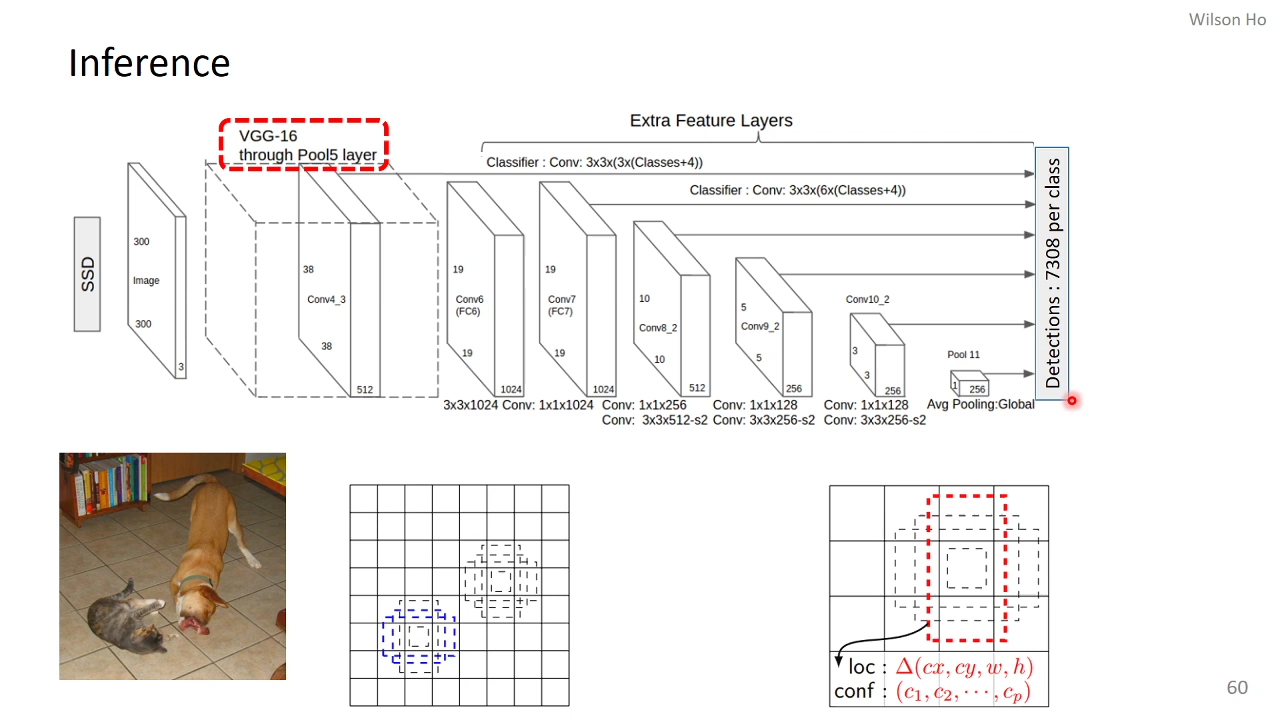 Wilson Ho
Inference
VGG-16
through Pool5 layer
Extra Feature Layers
Classifier : Conv: 3x3x(3x(Classes+4))
Classifier : Conv: 3x3x(6x(Classes+4))
SSD
300
Image
300
3
38
Conv4_3
38
512
19
Conv6
(FC6)
19
1024
19
Conv7
(FC7)
19
1024
10
Conv8_2
10
512
5
Conv9_2
5
256
Conv10_2
3
3
256
Pool 11
1
256
Detections : 7308 per class
3x3x1024 Conv: 1x1x1024
Conv: 1x1x256
Conv: 3x3x512-s2
Conv: 1x1x128
Conv: 3x3x256-s2
Conv: 1x1x128
Conv: 3x3x256-s2
Avg Pooling:Global
loc : Δ(cx, cy, w, h)
conf : (c₁, c₂, ⋯, cₚ)
60